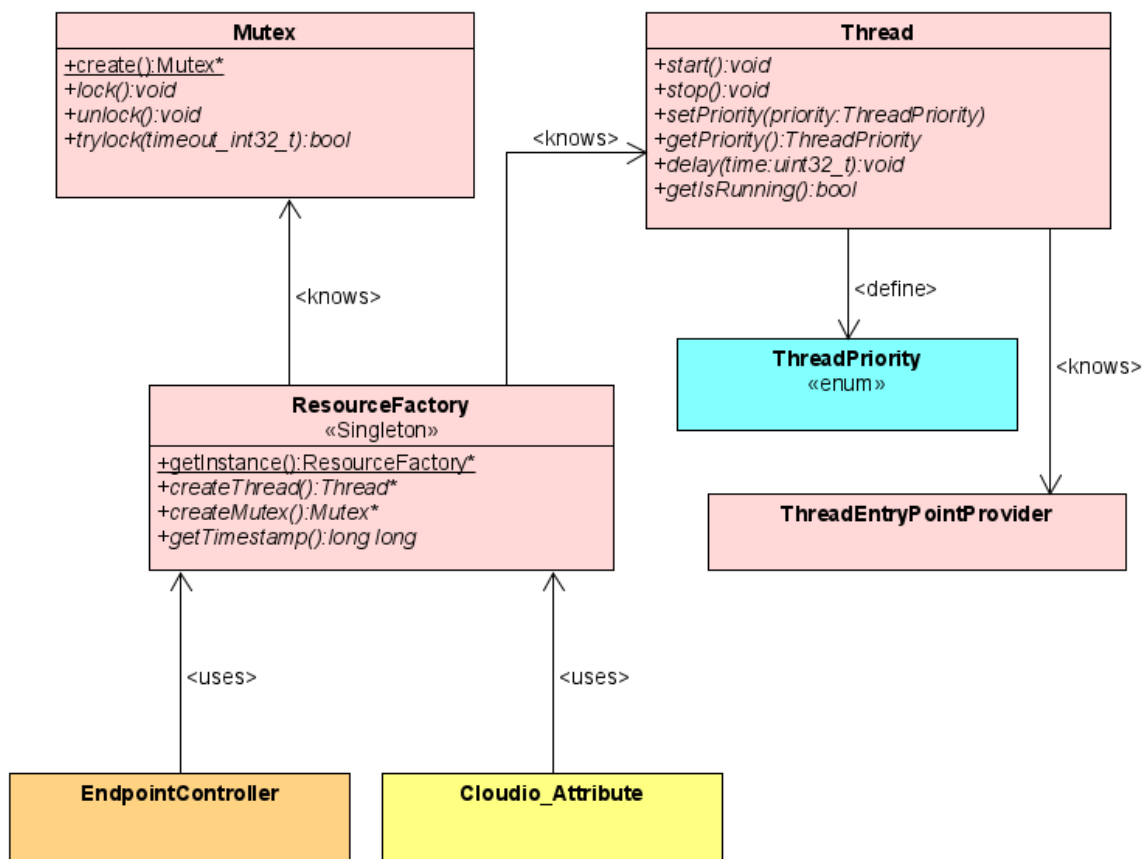 Mutex
+create():Mutex*
+lock():void
+unlock():void
+trylock(timeout_int32_t):bool
Thread
+start():void
+stop():void
+setPriority(priority:ThreadPriority)
+getPriority():ThreadPriority
+delay(time:uint32_t):void
+getIsRunning():bool
<knows>
<knows>
<define>
<knows>
ThreadPriority
«enum»
ResourceFactory
«Singleton»
+getInstance():ResourceFactory*
+createThread():Thread*
+createMutex():Mutex*
+getTimestamp():long long
ThreadEntryPointProvider
<uses>
<uses>
EndpointController
Cloudio_Attribute